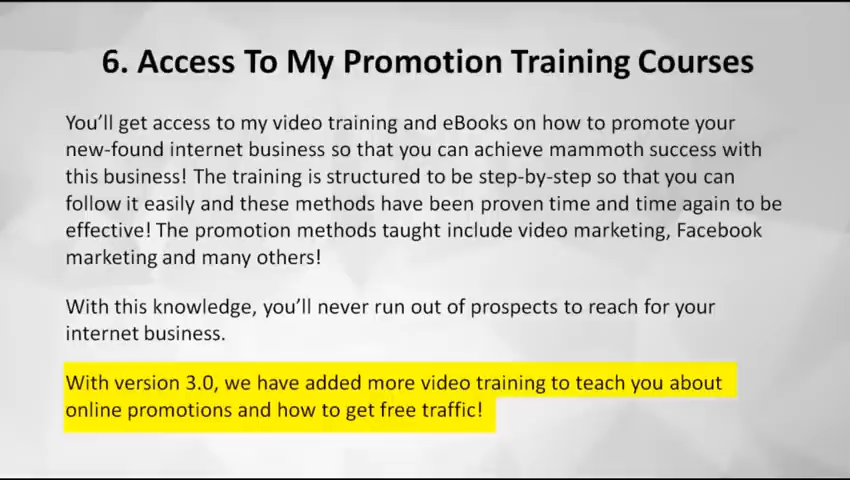 6. Access To My Promotion Training Courses
You’ll get access to my video training and eBooks on how to promote your
new-found internet business so that you can achieve mammoth success with
this business! The training is structured to be step-by-step so that you can
follow it easily and these methods have been proven time and time again to be
effective! The promotion methods taught include video marketing, Facebook
marketing and many others!
With this knowledge, you’ll never run out of prospects to reach for your
internet business.
With version 3.0, we have added more video training to teach you about
online promotions and how to get free traffic!